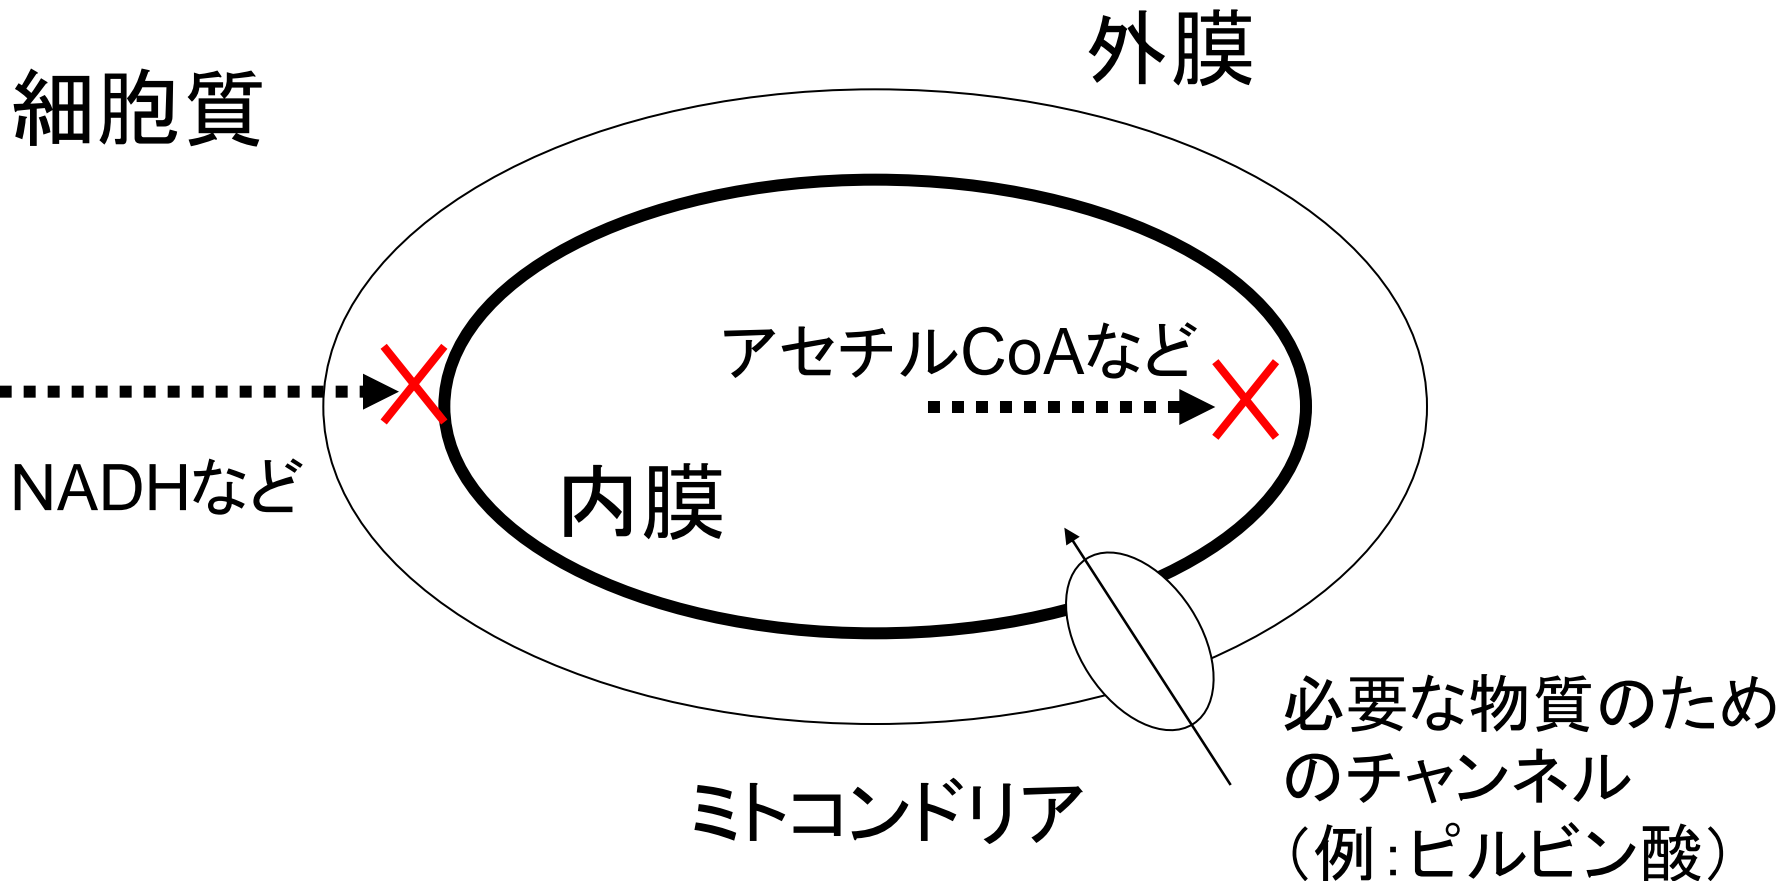 外膜
細胞質
アセチルCoAなど
NADHなど
内膜
必要な物質のため
のチャンネル
（例：ピルビン酸）
ミトコンドリア